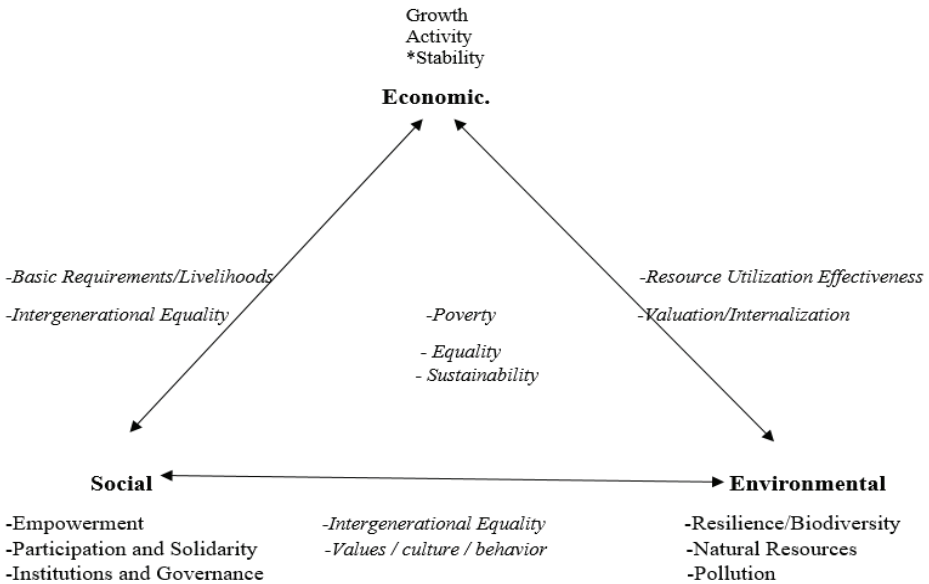 Growth
Activity
*Stability
Economic.
-Basic Requirements/Livelihoods
-Resource Utilization Effectiveness
-Intergenerational Equality
-Poverty
-Valuation/Internalization
- Equality
- Sustainability
Social
Environmental
-Empowerment
-Intergenerational Equality
-Resilience/Biodiversity
-Participation and Solidarity
-Values / culture / behavior
-Natural Resources
-Institutions and Governance
-Pollution